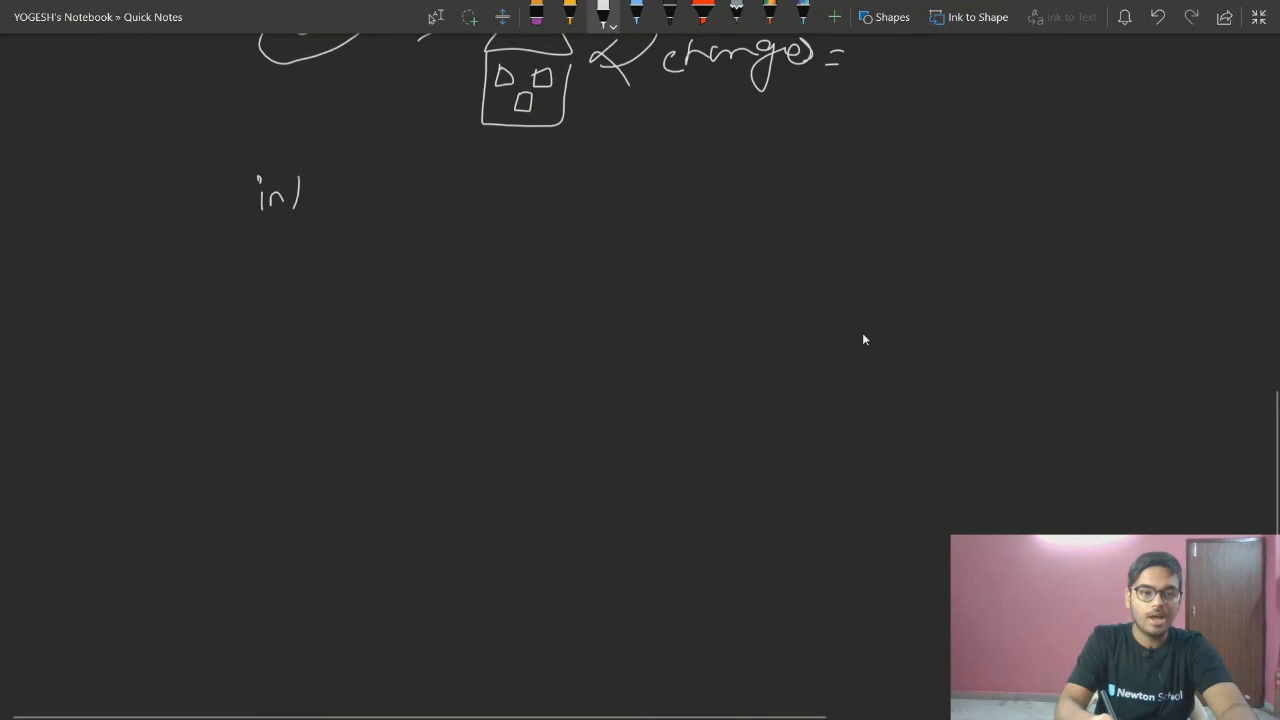 YOGESH's Notebook » Quick Notes
Shapes
Ink to Shape
Ink to Text
changes =
in
Newton School